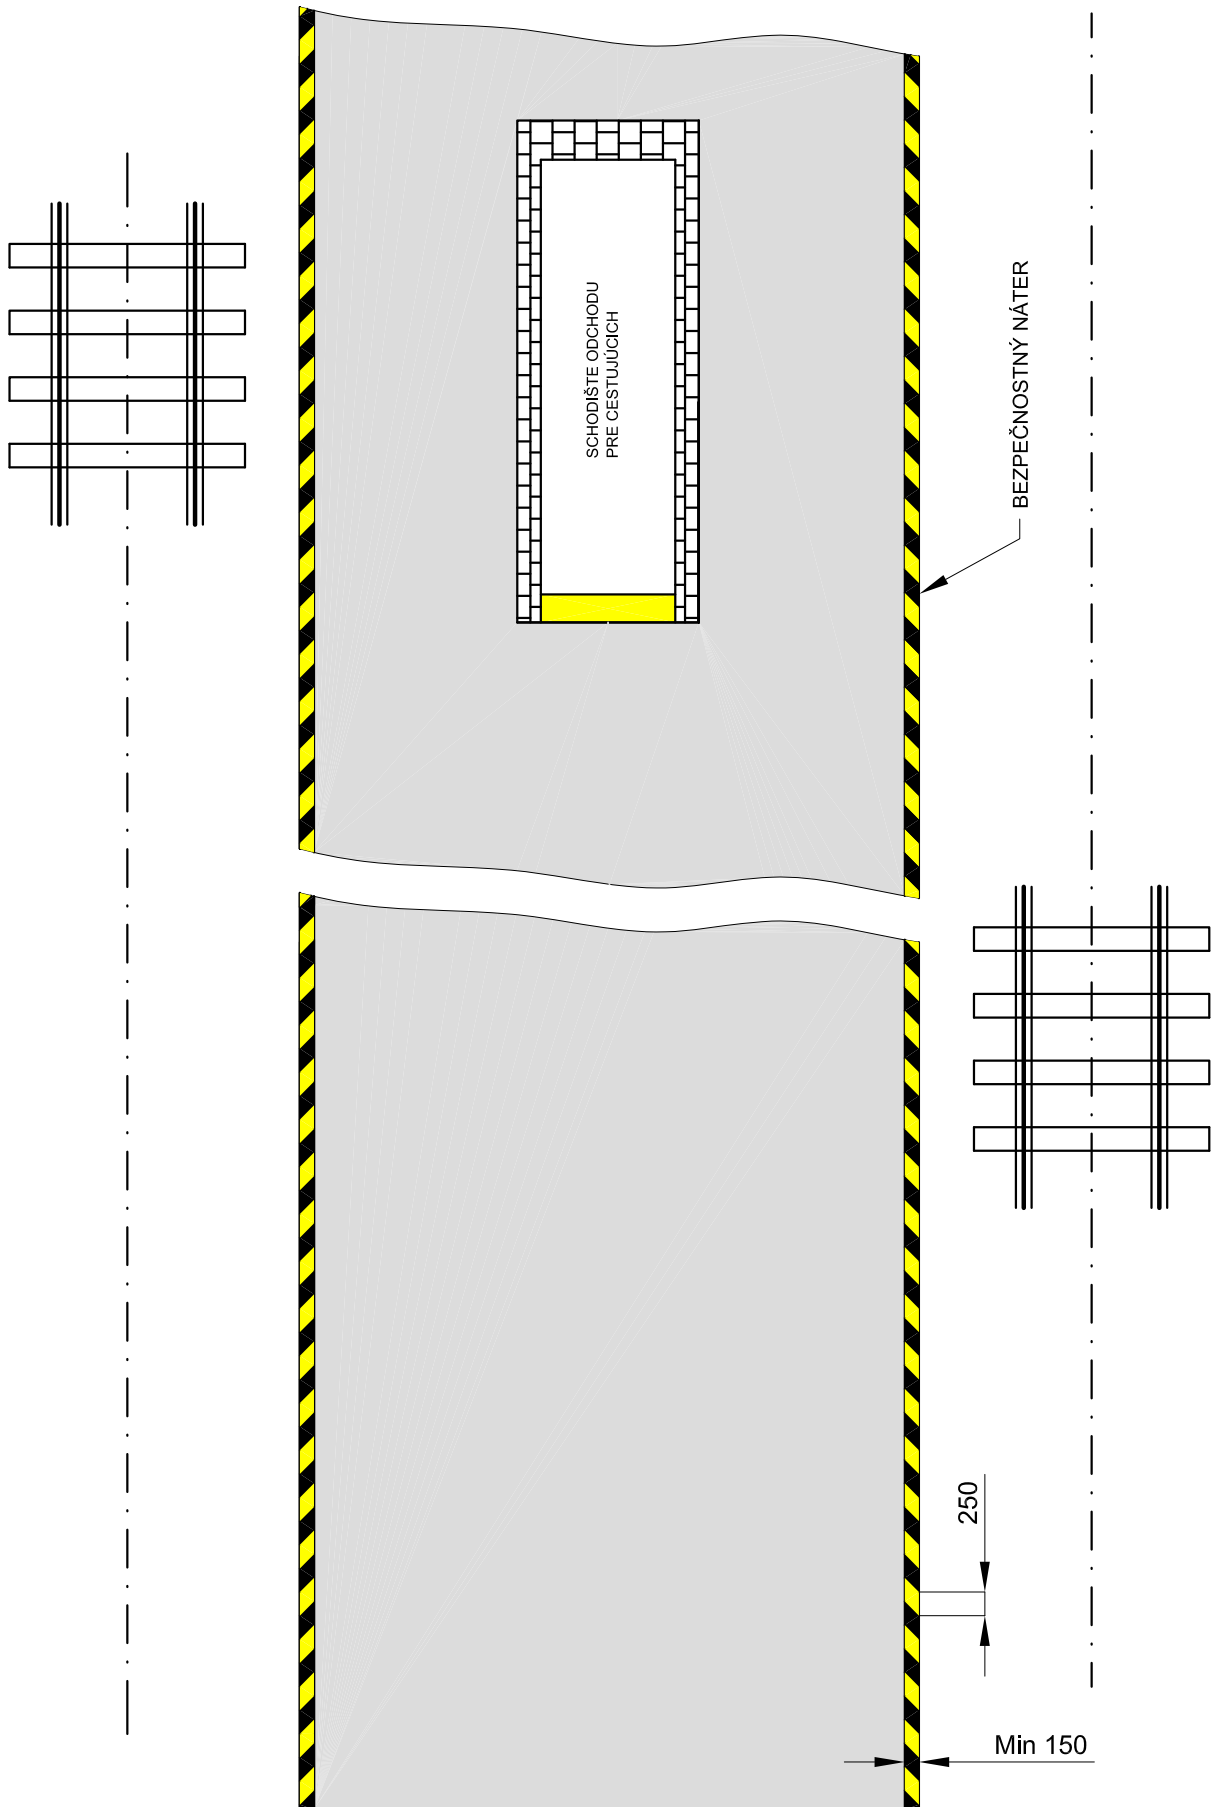 SCHODIŠTE ODCHODU
PRE CESTUJÚCICH
BEZPEČNOSTNÝ NÁTER
250
Min 150